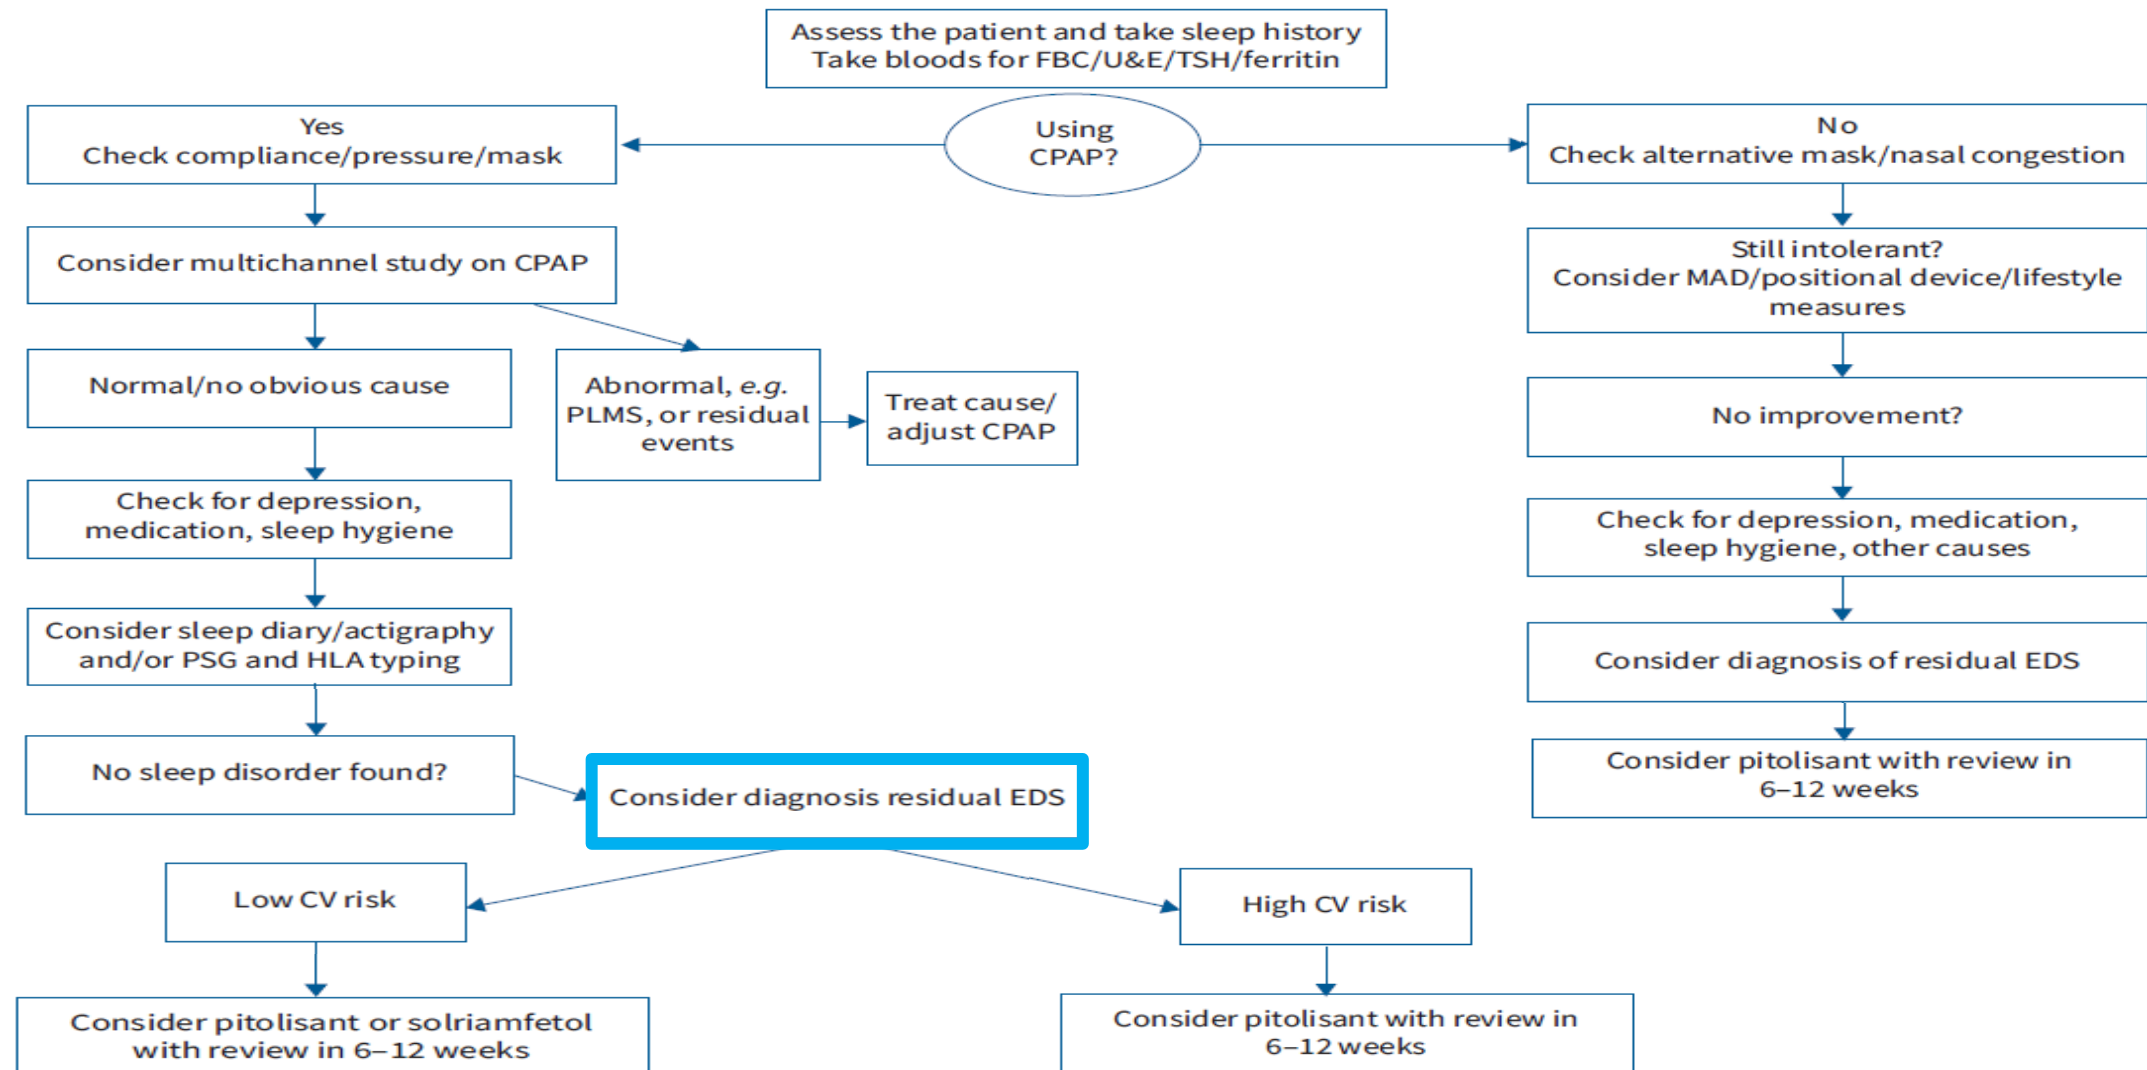 Assess the patient and take sleep history
Take bloods for FBC/U&E/TSH/ferritin
Using
CPAP?
Yes
Check compliance/pressure/mask
Consider multichannel study on CPAP
Normal/no obvious cause
Abnormal, e.g.
PLMS, or residual
events
Treat cause/
adjust CPAP
Check for depression,
medication, sleep hygiene
Consider sleep diary/actigraphy
and/or PSG and HLA typing
No sleep disorder found?
Consider diagnosis residual EDS
Low CV risk
Consider pitolisant or solriamfetol
with review in 6–12 weeks
High CV risk
Consider pitolisant with review in
6–12 weeks
No
Check alternative mask/nasal congestion
Still intolerant?
Consider MAD/positional device/lifestyle
measures
No improvement?
Check for depression, medication,
sleep hygiene, other causes
Consider diagnosis of residual EDS
Consider pitolisant with review in
6–12 weeks